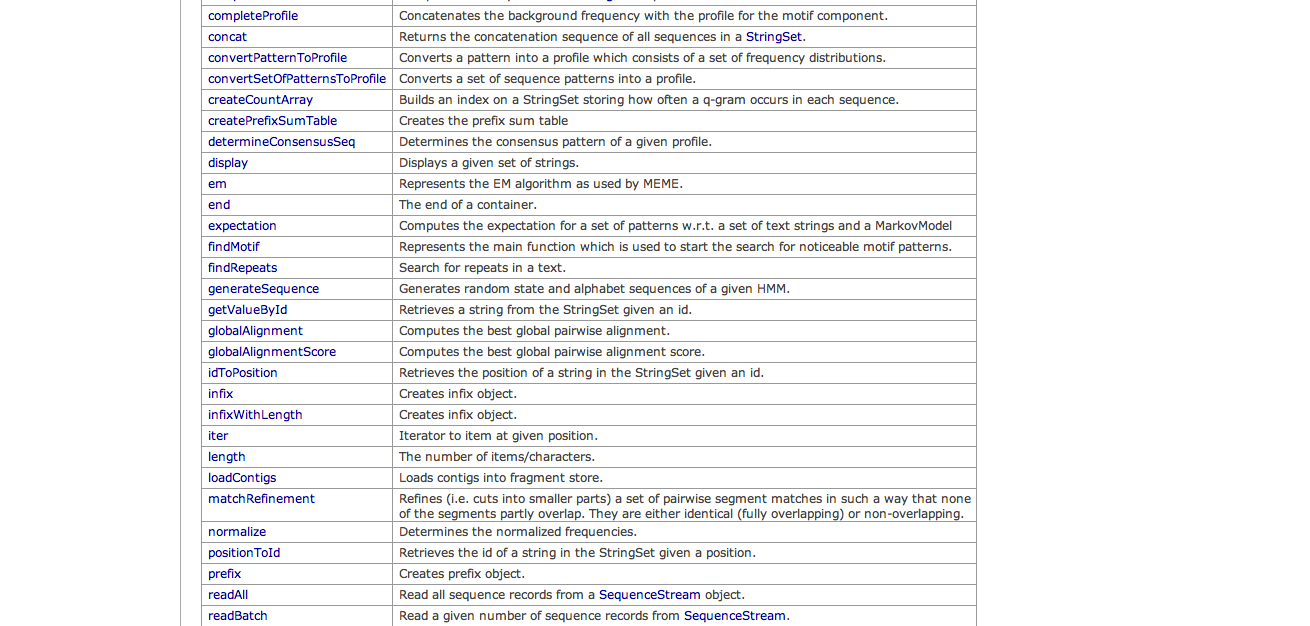 completeProfile Concatenates the background frequency with the profile for the motif component.
concat Returns the concatenation sequence of all sequences in a StringSet.
convertPatternToProfile Converts a pattern into a profile which consists of a set of frequency distributions.
convertSetOfPatternsToProfile Converts a set of sequence patterns into a profile.
createCountArray Builds an index on a StringSet storing how often a q-gram occurs in each sequence.
createPrefixSumTable Creates the prefix sum table
determineConsensusSeq Determines the consensus pattern of a given profile.
display Displays a given set of strings.
em Represents the EM algorithm as used by MEME.
end The end of a container.
expectation Computes the expectation for a set of patterns w.r.t. a set of text strings and a MarkovModel
findMotif Represents the main function which is used to start the search for noticeable motif patterns.
findRepeats Search for repeats in a text.
generateSequence Generates random state and alphabet sequences of a given HMM.
getValueById Retrieves a string from the StringSet given an id.
globalAlignment Computes the best global pairwise alignment.
globalAlignmentScore Computes the best global pairwise alignment score.
idToPosition Retrieves the position of a string in the StringSet given an id.
infix Creates infix object.
infixWithLength Creates infix object.
iter Iterator to item at given position.
length The number of items/characters.
loadContigs Loads contigs into fragment store.
matchRefinement Refines (i.e. cuts into smaller parts) a set of pairwise segment matches in such a way that none
of the segments partly overlap. They are either identical (fully overlapping) or non-overlapping.
normalize Determines the normalized frequencies.
positionToId Retrieves the id of a string in the StringSet given a position.
prefix Creates prefix object.
readAll Read all sequence records from a SequenceStream object.
readBatch Read a given number of sequence records from SequenceStream.